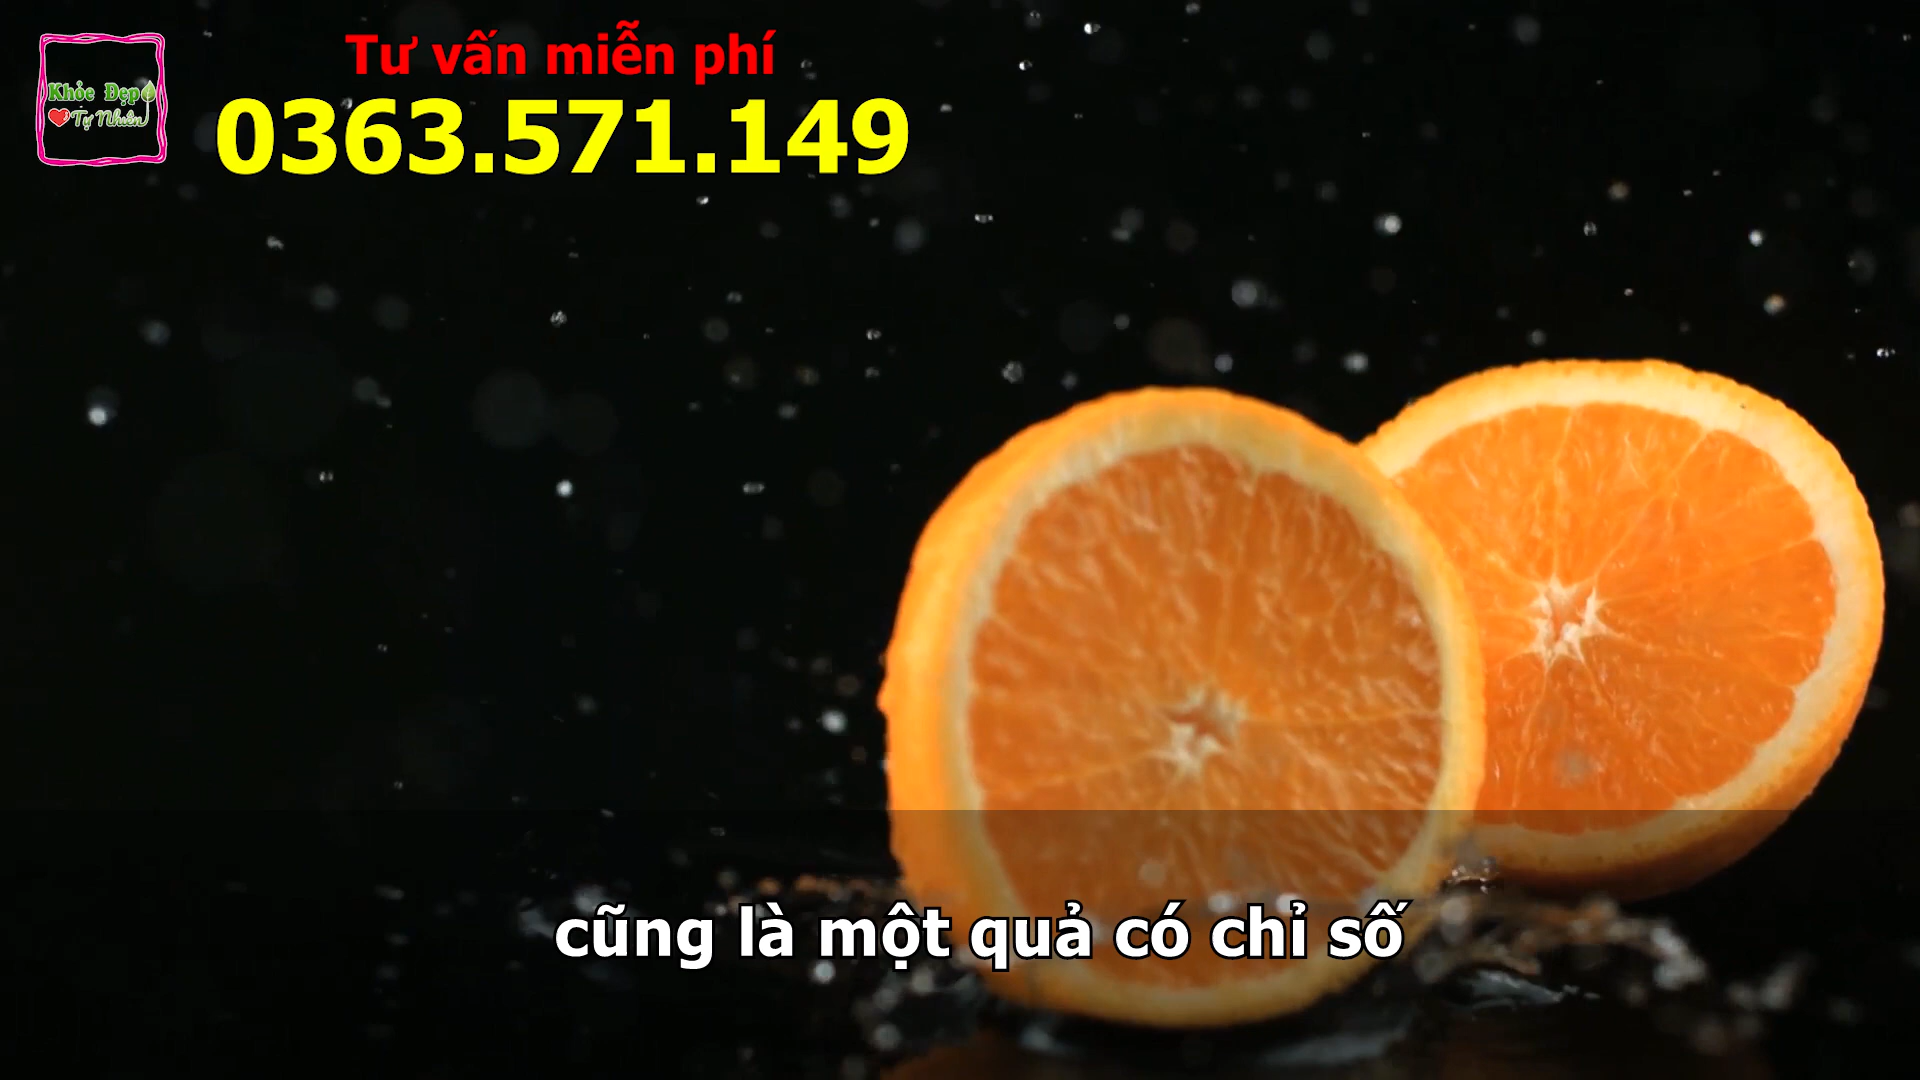 Khỏe Đẹp
Tự Nhiên
Tư vấn miễn phí
0363.571.149
cũng là một quả có chỉ số